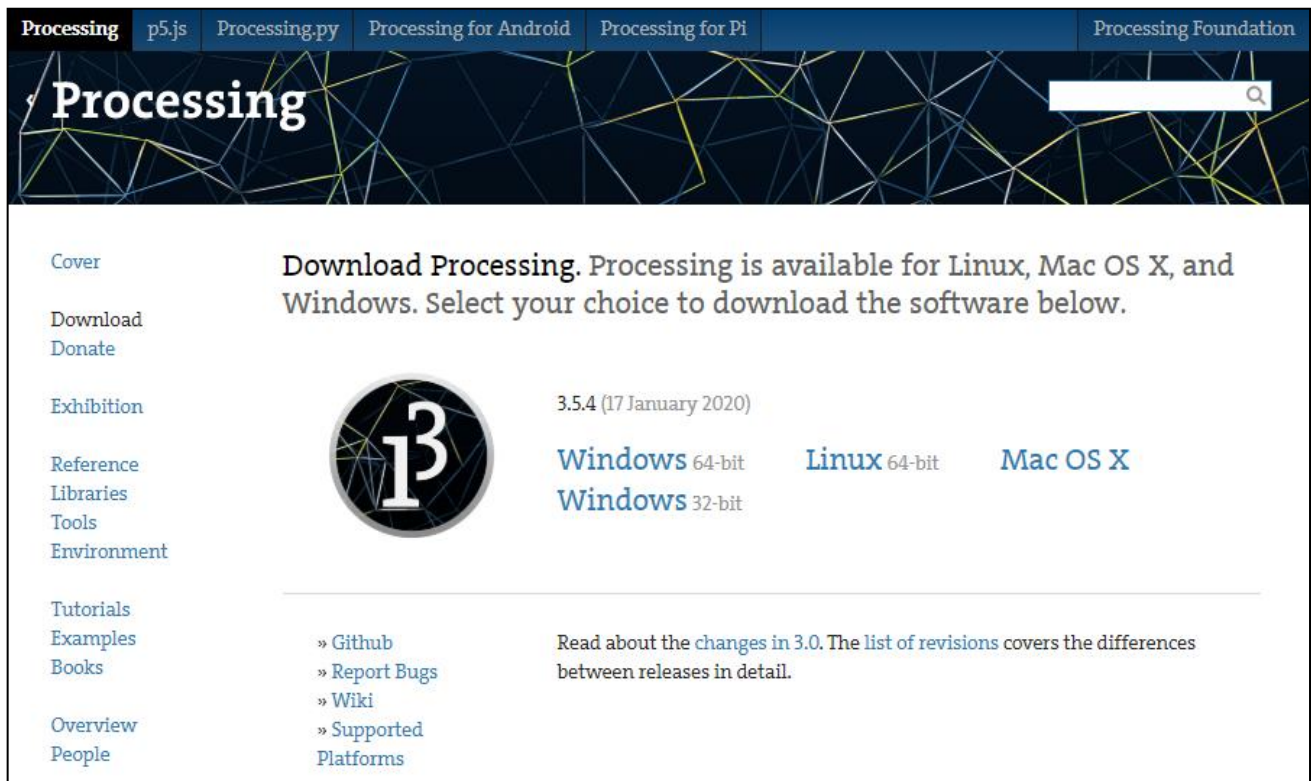 Processing p5.js Processing.py Processing for Android Processing for Pi Processing Foundation
Processing
Cover
Download
Donate
Exhibition
Reference
Libraries
Tools
Environment
Tutorials
Examples
Books
Overview
People
Download Processing. Processing is available for Linux, Mac OS X, and
Windows. Select your choice to download the software below.
3
3.5.4 (17 January 2020)
Windows 64-bit Linux 64-bit Mac OS X
Windows 32-bit
» Github
» Report Bugs
» Wiki
» Supported
Platforms
Read about the changes in 3.0. The list of revisions covers the differences
between releases in detail.